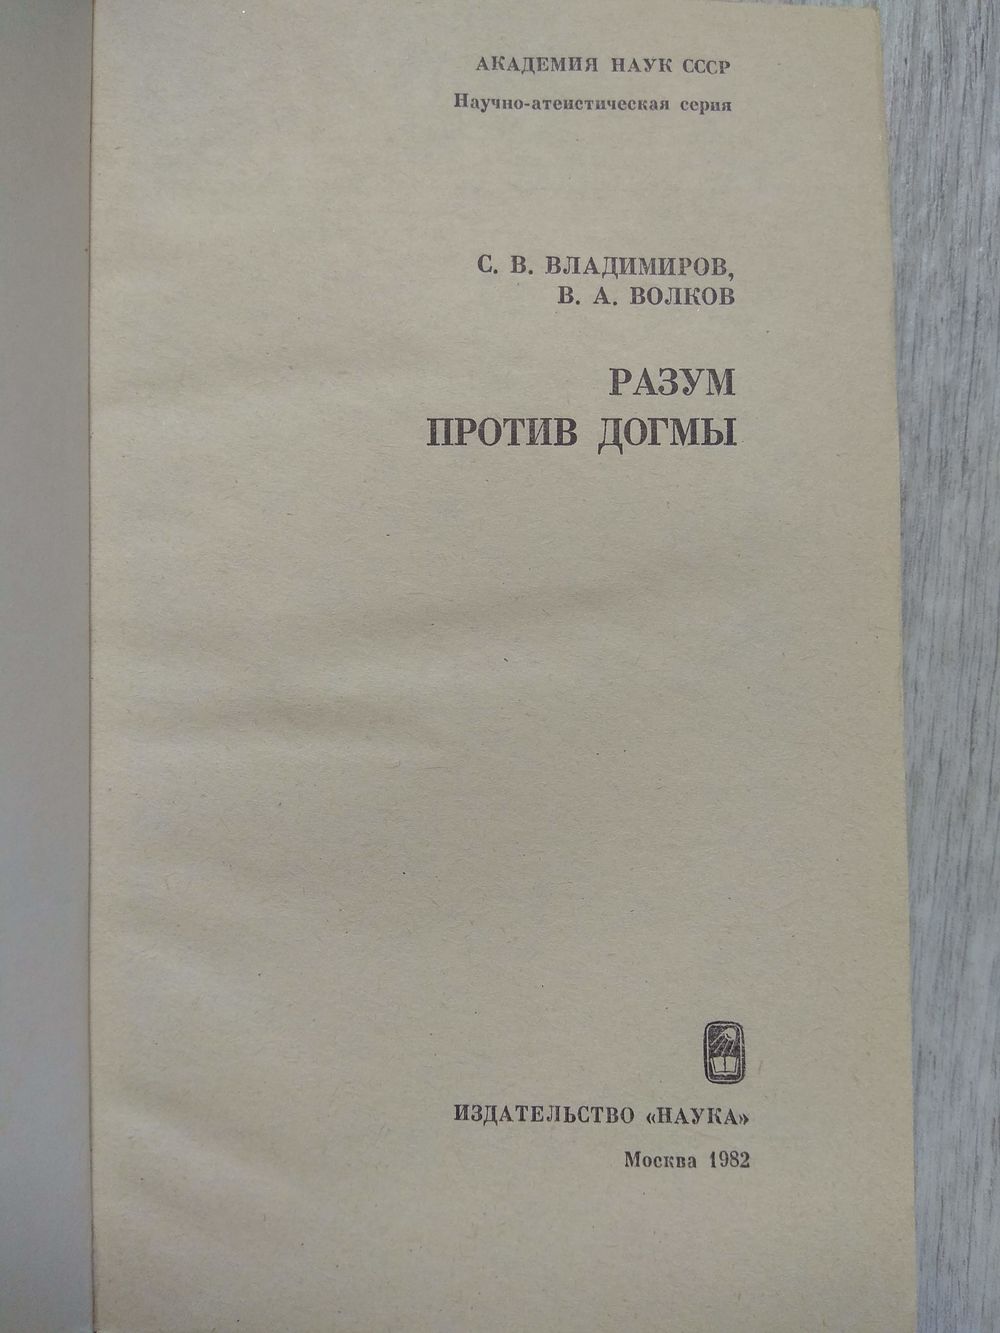 АКАДЕМИЯ НАУК СССР
Научно-атеистическая серия
С. В. ВЛАДИМИРОВ,
В. А. ВОЛКОВ
РАЗУМ
ПРОТИВ ДОГМЫ
ИЗДАТЕЛЬСТВО «НАУКА»
Москва 1982